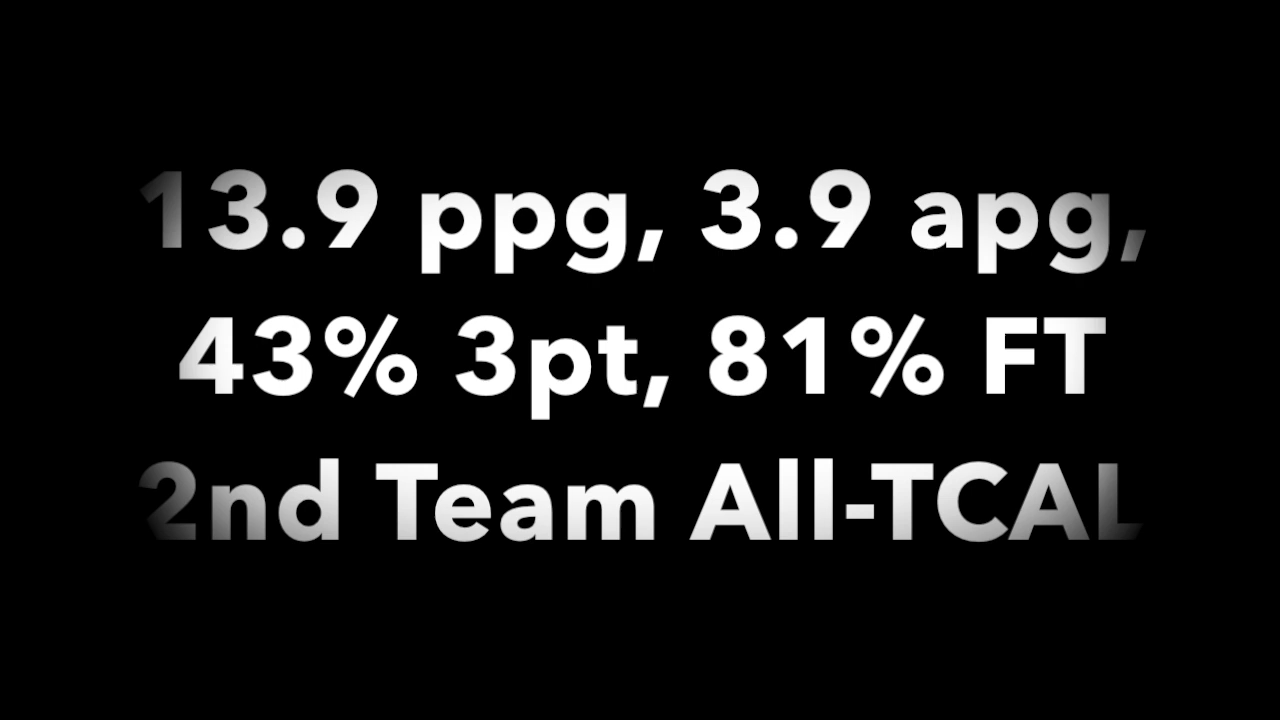 13.9 ppg, 3.9 apg,
43% 3pt, 81% FT
2nd Team All-TCAL